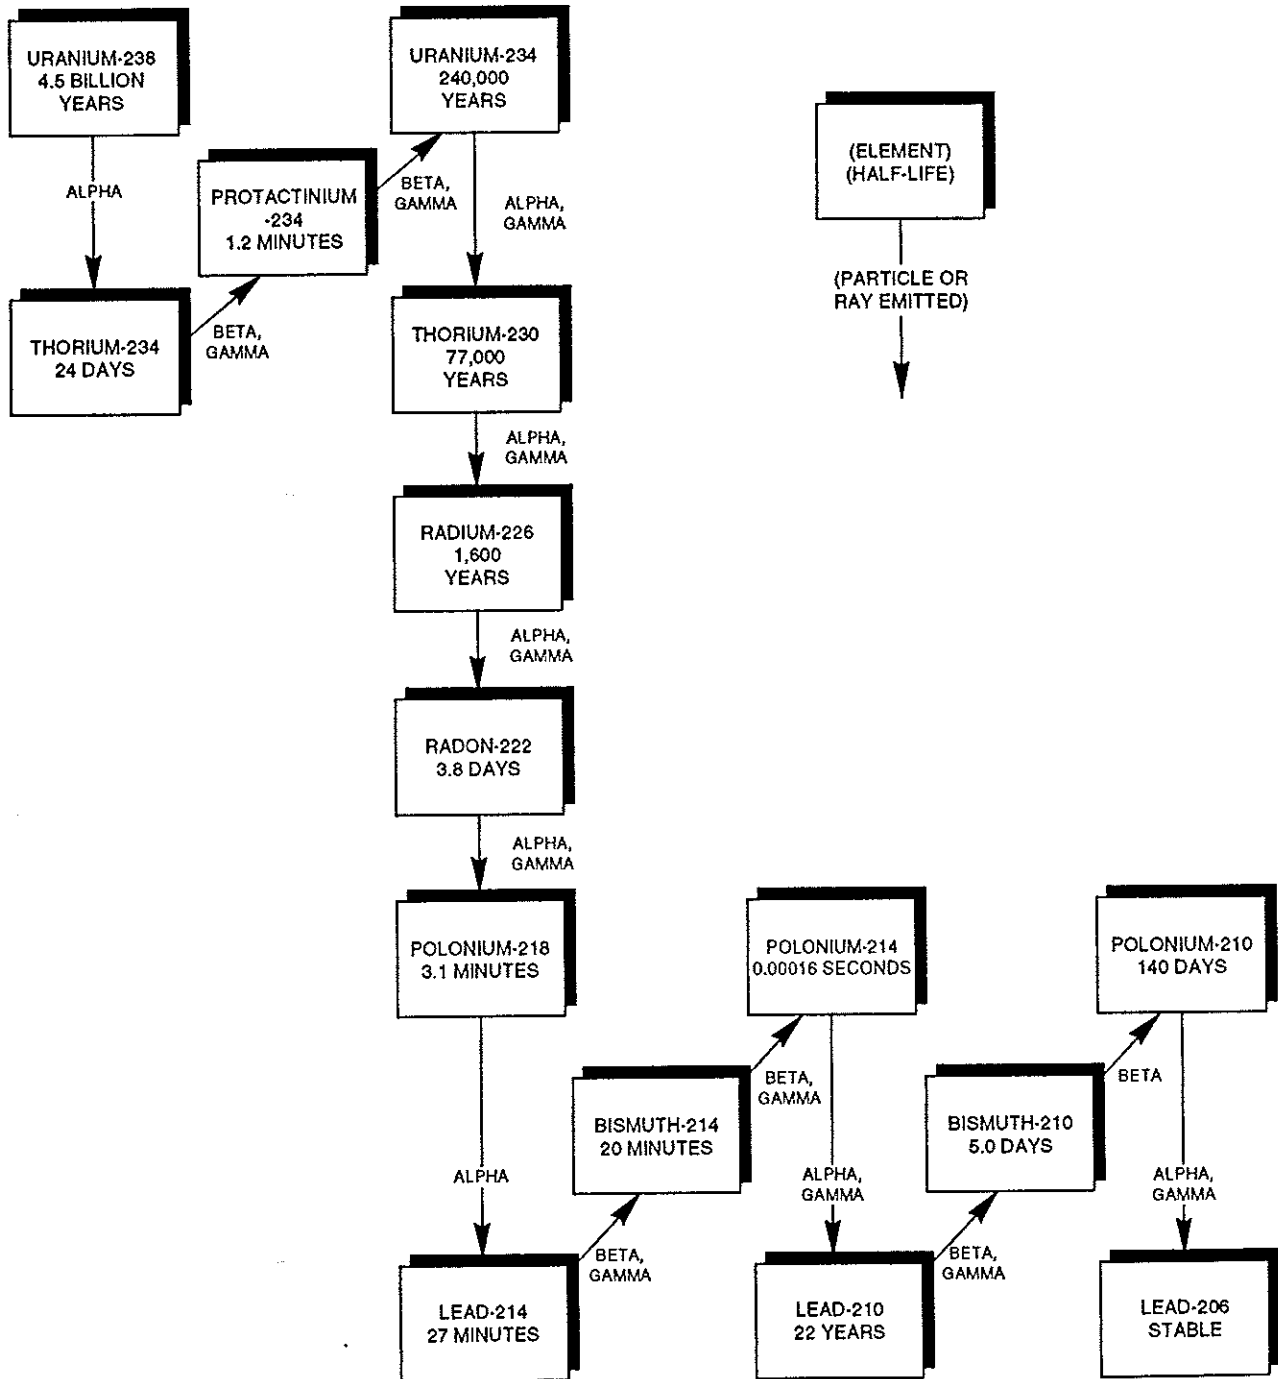 URANIUM-238
4.5 BILLION
YEARS
ALPHA
THORIUM-234
24 DAYS
BETA,
GAMMA
PROTACTINIUM
-234
1.2 MINUTES
BETA,
GAMMA
URANIUM-234
240,000
YEARS
ALPHA,
GAMMA
THORIUM-230
77,000
YEARS
ALPHA,
GAMMA
RADIUM-226
1,600
YEARS
ALPHA,
GAMMA
RADON-222
3.8 DAYS
ALPHA,
GAMMA
POLONIUM-218
3.1 MINUTES
ALPHA
LEAD-214
27 MINUTES
BETA,
GAMMA
BISMUTH-214
20 MINUTES
BETA,
GAMMA
POLONIUM-214
0.00016 SECONDS
ALPHA,
GAMMA
LEAD-210
22 YEARS
BETA,
GAMMA
BISMUTH-210
5.0 DAYS
BETA
POLONIUM-210
140 DAYS
ALPHA,
GAMMA
LEAD-206
STABLE
(ELEMENT)
(HALF-LIFE)
(PARTICLE OR
RAY EMITTED)